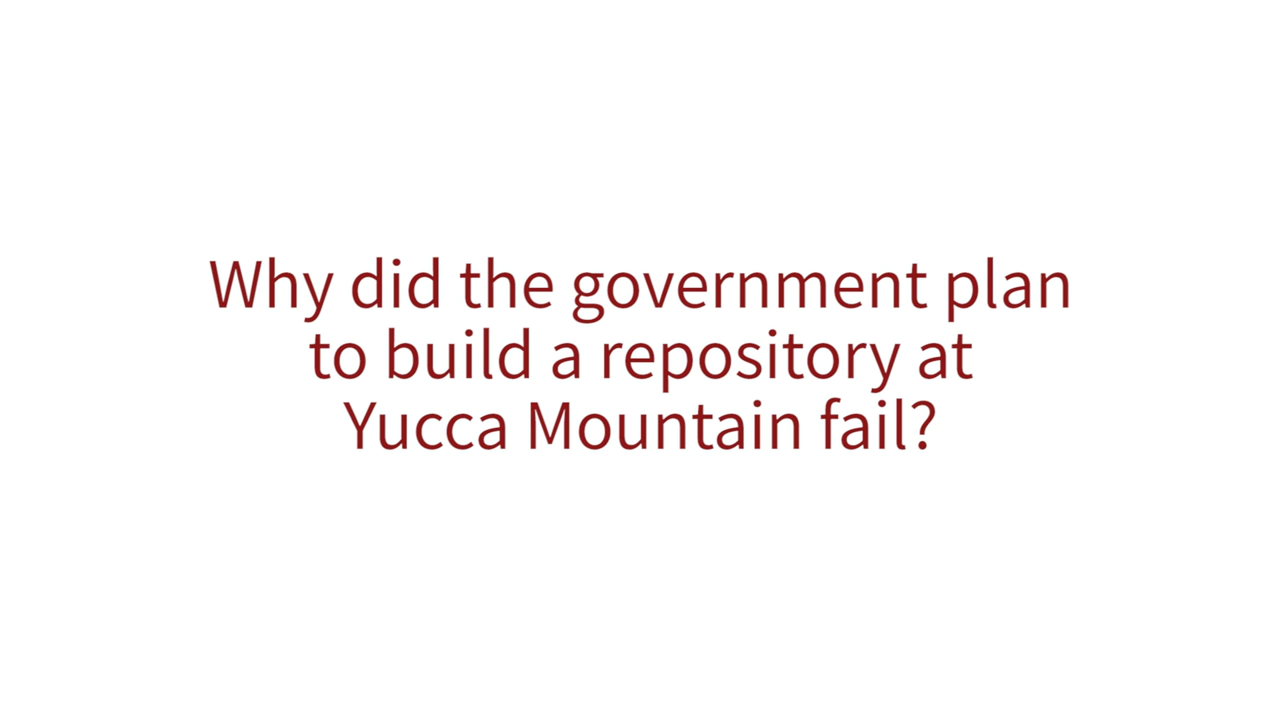 Why did the government plan
to build a repository at
Yucca Mountain fail?